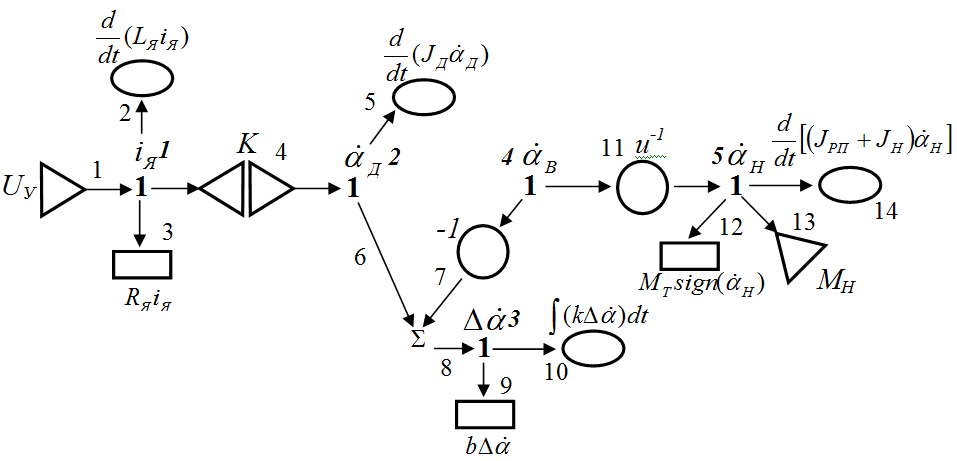 d/dt (L_Я i_Я)
2
d/dt (J_Д α̇_Д)
5
U_У
1
i_Я 1
1
3
R_Я i_Я
K
4
α̇_Д 2
1
6
-1
7
4 α̇_В
1
11 u⁻¹
5 α̇_Н
1
d/dt [(J_РП + J_Н) α̇_Н]
14
12
M_T sign(α̇_Н)
13
M_Н
Σ
8
Δα̇ 3
1
9
bΔα̇
∫(kΔα̇)dt
10